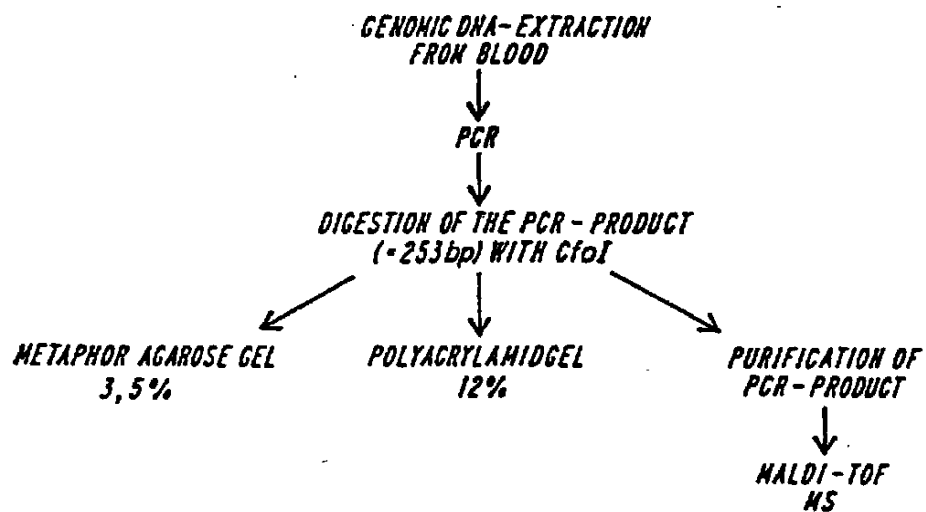 GENOMIC DNA-EXTRACTION
FROM BLOOD
PCR
DIGESTION OF THE PCR-PRODUCT
(=253bp) WITH CfoI
METAPHOR AGAROSE GEL
3,5%
POLYACRYLAMIDGEL
12%
PURIFICATION OF
PCR-PRODUCT
MALDI-TOF
MS